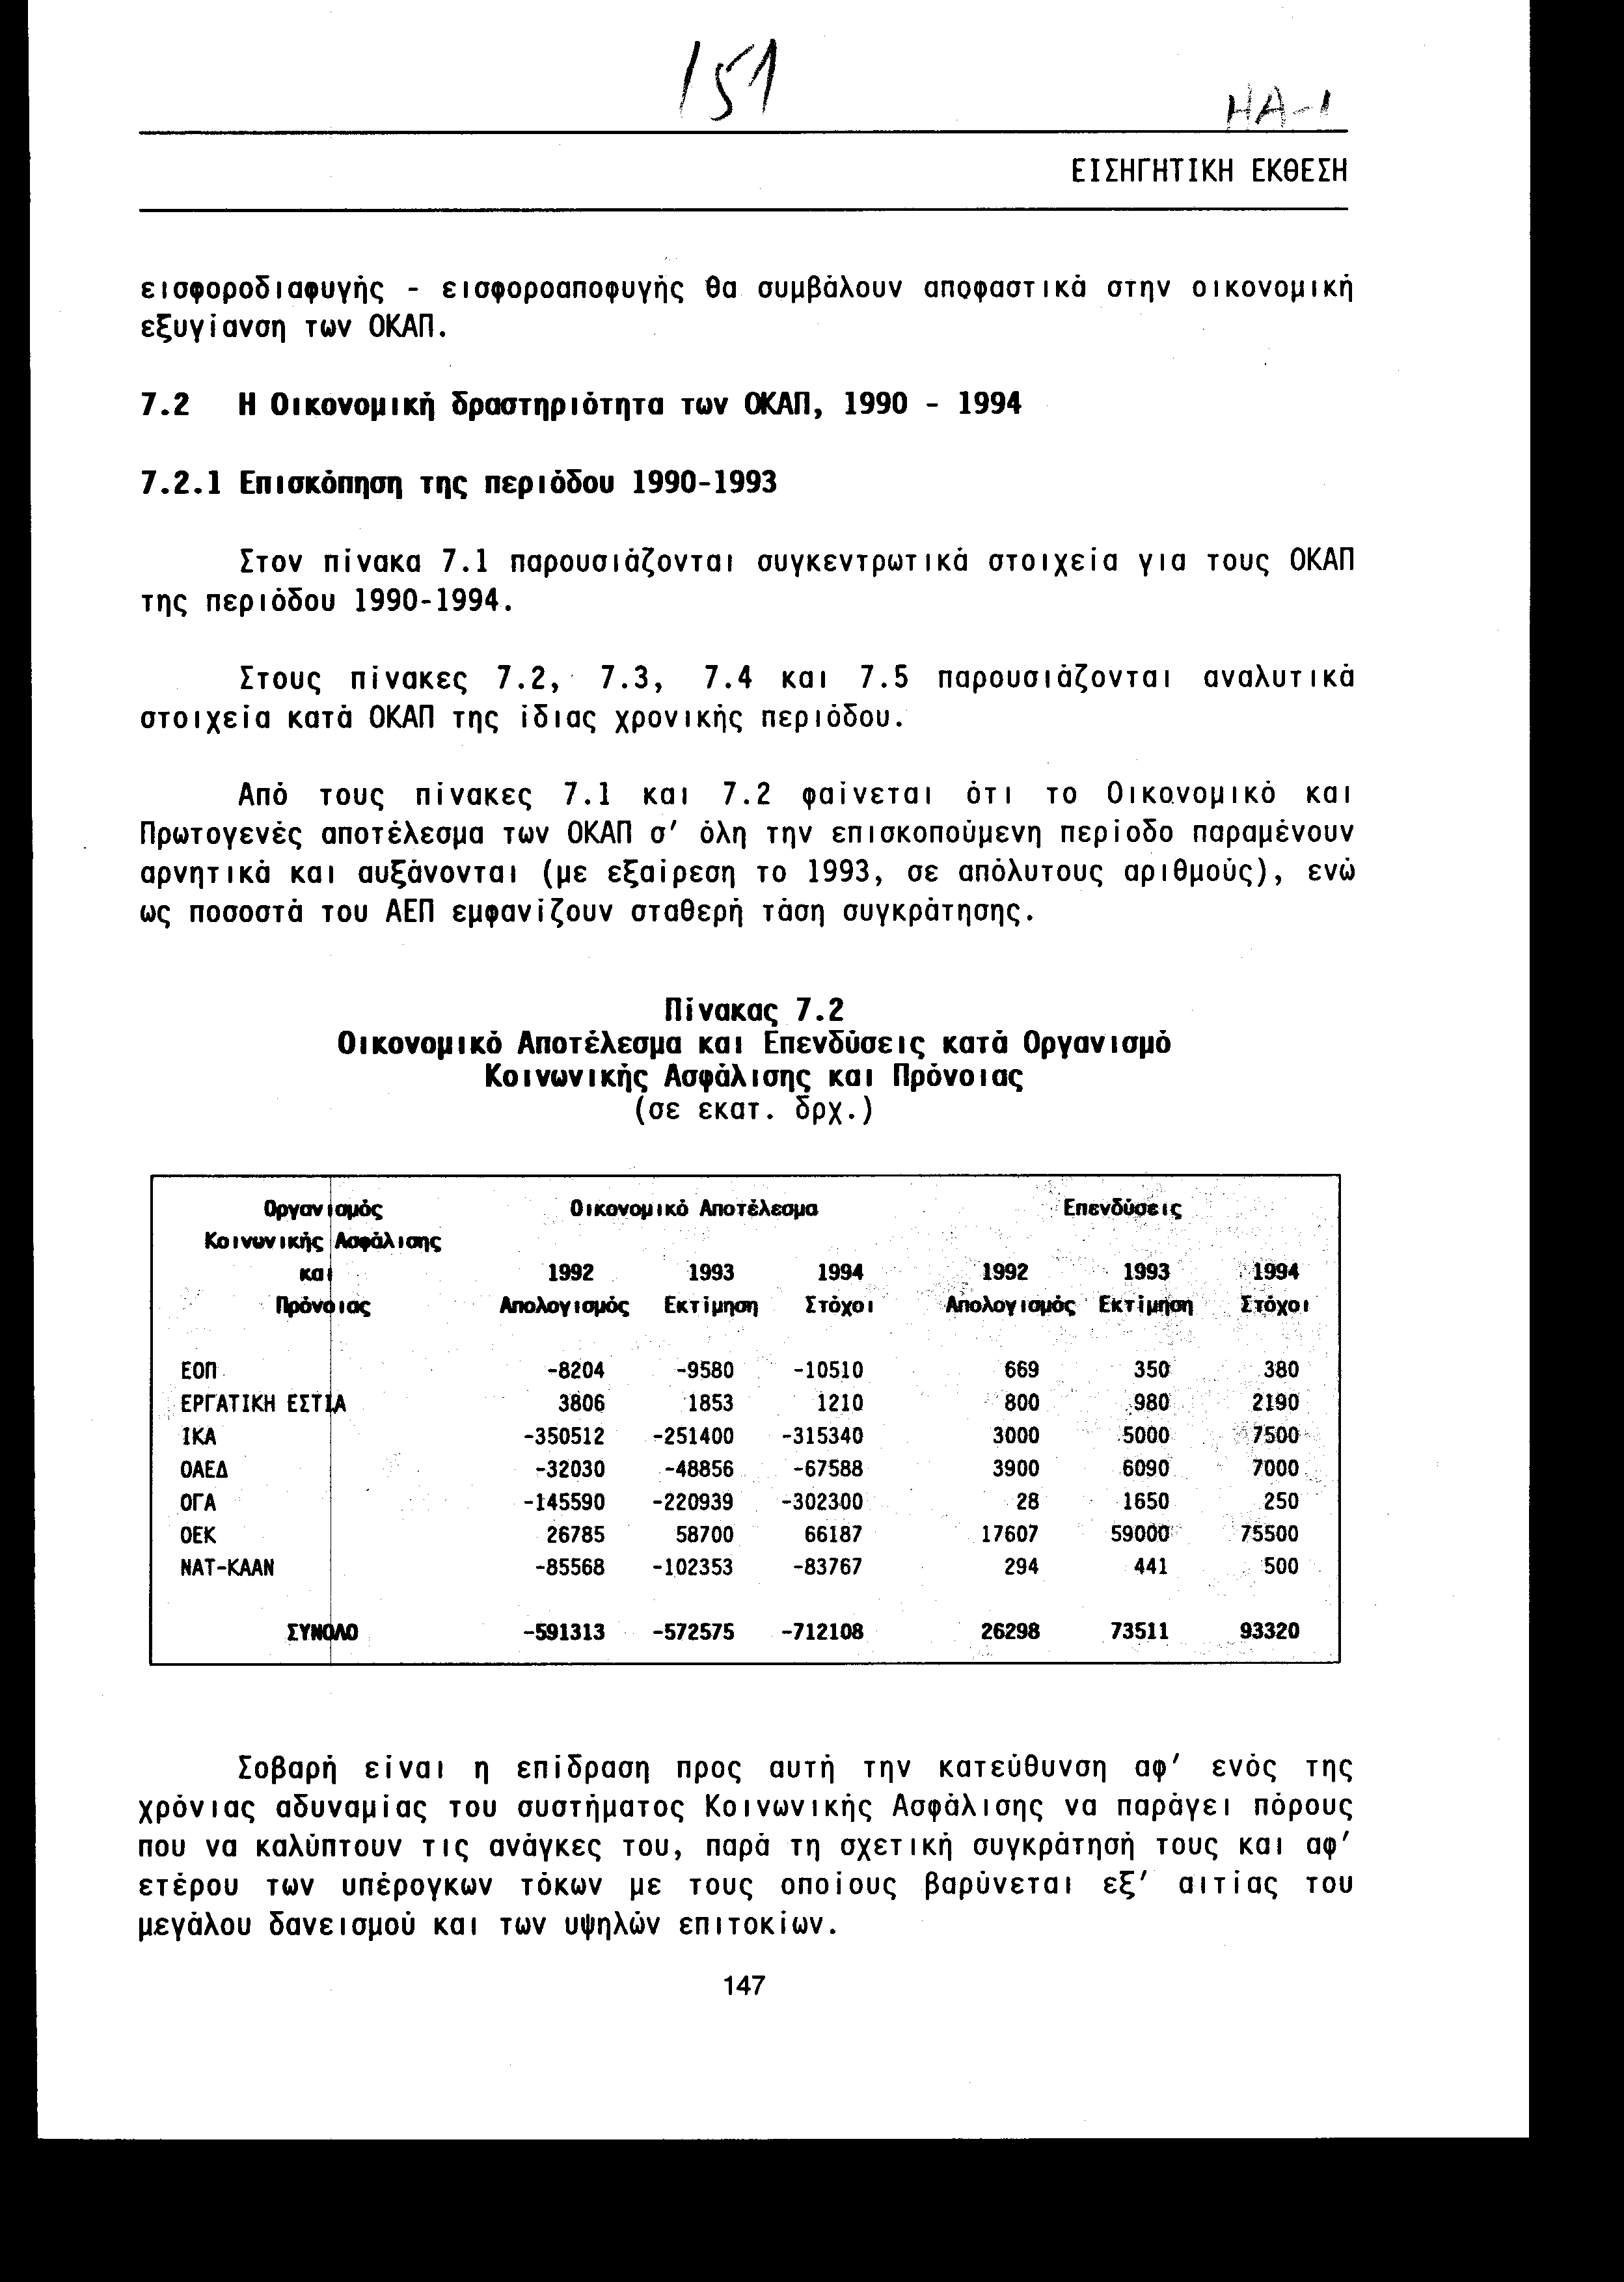 151
ΗΑ-1
ΕΙΣΗΓΗΤΙΚΗ ΕΚΘΕΣΗ
εισφοροδιαφυγής - εισφοροαποφυγής θα συμβάλουν αποφαστικά στην οικονομική
εξυγίανση των ΟΚΑΠ.
7.2 Η Οικονομική δραστηριότητα των ΟΚΑΠ, 1990 - 1994
7.2.1 Επισκόπηση της περιόδου 1990-1993
Στον πίνακα 7.1 παρουσιάζονται συγκεντρωτικά στοιχεία για τους ΟΚΑΠ
της περιόδου 1990-1994.
Στους πίνακες 7.2, 7.3, 7.4 και 7.5 παρουσιάζονται αναλυτικά
στοιχεία κατά ΟΚΑΠ της ίδιας χρονικής περιόδου.
Από τους πίνακες 7.1 και 7.2 φαίνεται ότι το Οικονομικό και
Πρωτογενές αποτέλεσμα των ΟΚΑΠ σ' όλη την επισκοπούμενη περίοδο παραμένουν
αρνητικά και αυξάνονται (με εξαίρεση το 1993, σε απόλυτους αριθμούς), ενώ
ως ποσοστά του ΑΕΠ εμφανίζουν σταθερή τάση συγκράτησης.
Πίνακας 7.2
Οικονομικό Αποτέλεσμα και Επενδύσεις κατά Οργανισμό
Κοινωνικής Ασφάλισης και Πρόνοιας
(σε εκατ. δρχ.)
Οργανισμός Οικονομικό Αποτέλεσμα Επενδύσεις
Κοινωνικής Ασφάλισης
και 1992 1993 1994 1992 1993 1994
Πρόνοιας Απολογισμός Εκτίμηση Στόχοι Απολογισμός Εκτίμηση Στόχοι
ΕΟΠ -8204 -9580 -10510 669 350 380
ΕΡΓΑΤΙΚΗ ΕΣΤΙΑ 3806 1853 1210 800 980 2190
ΙΚΑ -350512 -251400 -315340 3000 5000 7500
ΟΑΕΔ -32030 -48856 -67588 3900 6090 7000
ΟΓΑ -145590 -220939 -302300 28 1650 250
ΟΕΚ 26785 58700 66187 17607 59000 75500
ΝΑΤ-ΚΑΑΝ -85568 -102353 -83767 294 441 500
ΣΥΝΟΛΟ -591313 -572575 -712108 26298 73511 93320
Σοβαρή είναι η επίδραση προς αυτή την κατεύθυνση αφ' ενός της
χρόνιας αδυναμίας του συστήματος Κοινωνικής Ασφάλισης να παράγει πόρους
που να καλύπτουν τις ανάγκες του, παρά τη σχετική συγκράτησή τους και αφ'
ετέρου των υπέρογκων τόκων με τους οποίους βαρύνεται εξ' αιτίας του
μεγάλου δανεισμού και των υψηλών επιτοκίων.
147